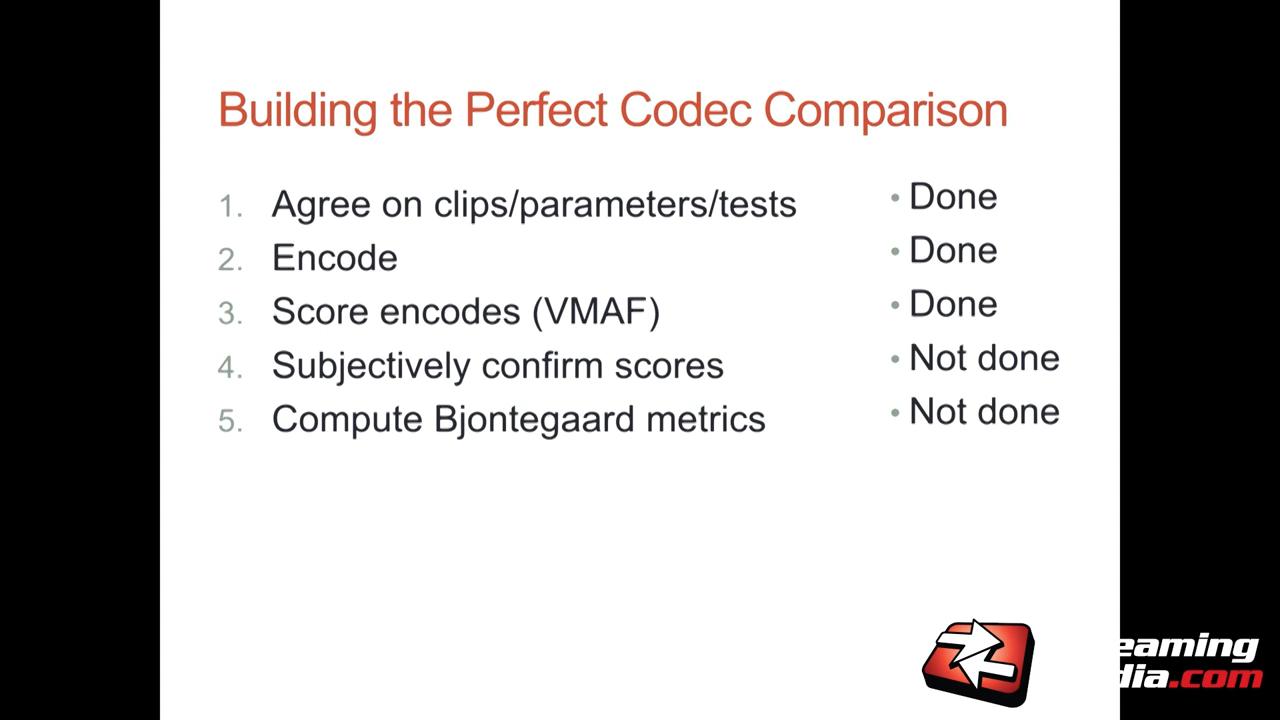 Building the Perfect Codec Comparison
1. Agree on clips/parameters/tests • Done
2. Encode • Done
3. Score encodes (VMAF) • Done
4. Subjectively confirm scores • Not done
5. Compute Bjontegaard metrics • Not done
eaming
dia.com